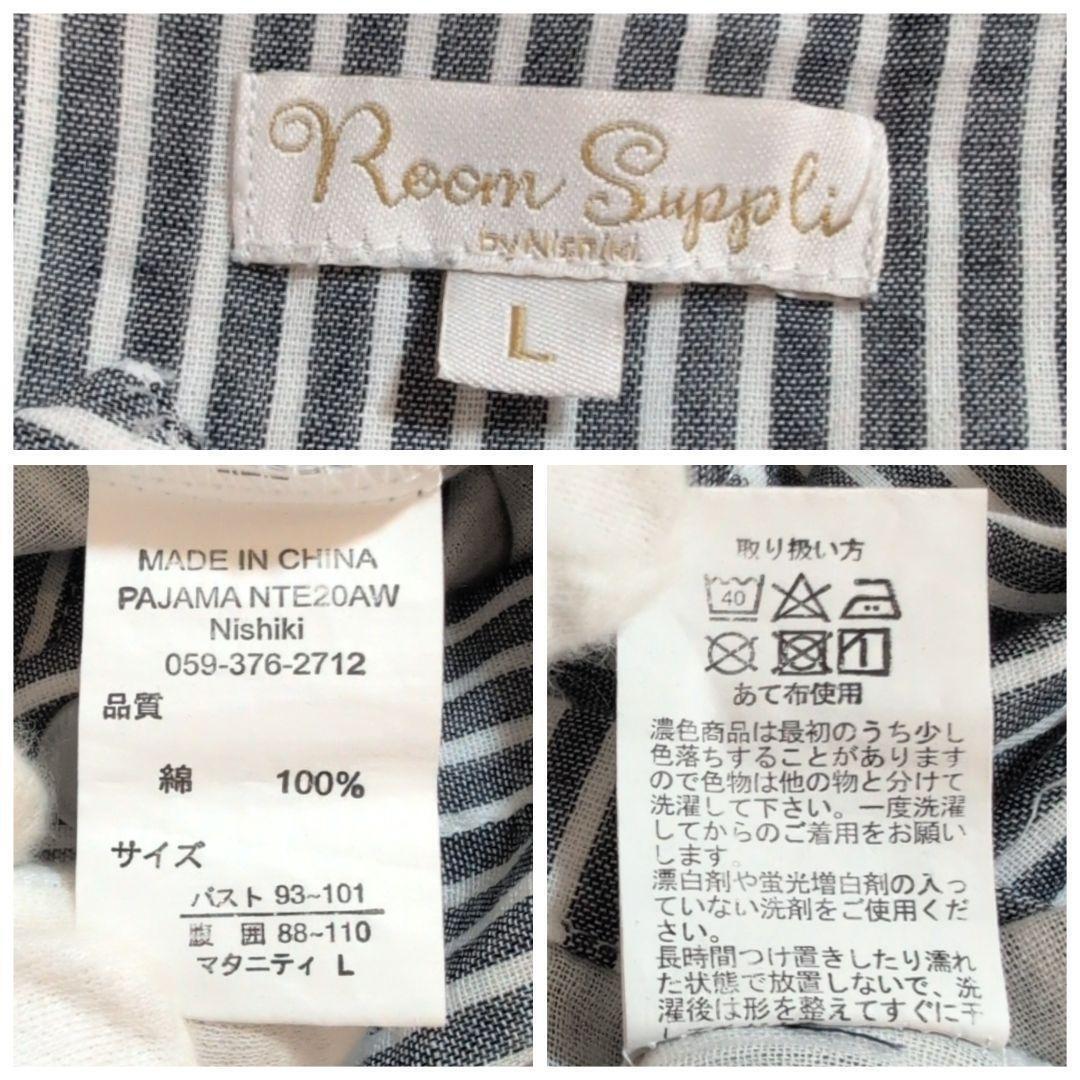 Room Suppli
by Nishiki
L
MADE IN CHINA
PAJAMA NTE20AW
Nishiki
059-376-2712
品質
綿 100%
サイズ
バスト 93~101
腹 囲 88~110
マタニティ L
取り扱い方
40
あて布使用
濃色商品は最初のうち少し
色落ちすることがあります
ので色物は他の物と分けて
洗濯して下さい。一度洗濯
してからのご着用をお願い
します。
漂白剤や蛍光増白剤の入っ
ていない洗剤をご使用くだ
さい。
長時間つけ置きしたり濡れ
た状態で放置しないで、洗
濯後は形を整えてすぐに干